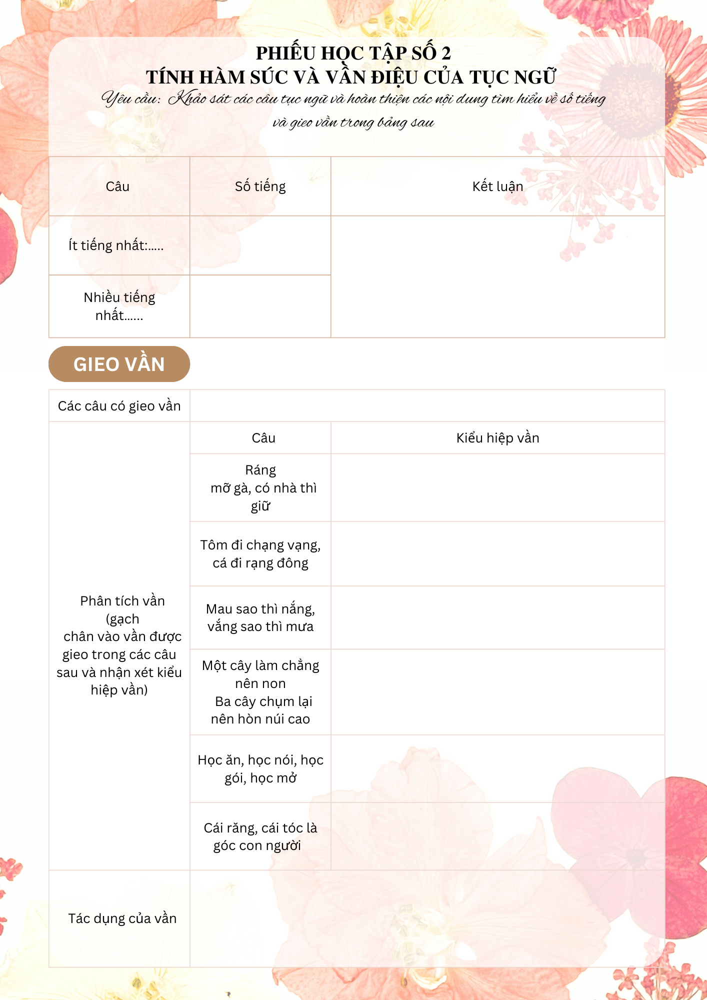 PHIẾU HỌC TẬP SỐ 2
TÍNH HÀM SÚC VÀ VẦN ĐIỆU CỦA TỤC NGỮ
Yêu cầu: Khảo sát các câu tục ngữ và hoàn thiện các nội dung tìm hiểu về số tiếng
và gieo vần trong bảng sau
Câu
Số tiếng
Kết luận
Ít tiếng nhất:.....
Nhiều tiếng
nhất......
GIEO VẦN
Các câu có gieo vần
Câu
Kiểu hiệp vần
Phân tích vần
(gạch
chân vào vần được
gieo trong các câu
sau và nhận xét kiểu
hiệp vần)
Ráng
mỡ gà, có nhà thì
giữ
Tôm đi chạng vạng,
cá đi rạng đông
Mau sao thì nắng,
vắng sao thì mưa
Một cây làm chẳng
nên non
Ba cây chụm lại
nên hòn núi cao
Học ăn, học nói, học
gói, học mở
Cái răng, cái tóc là
góc con người
Tác dụng của vần